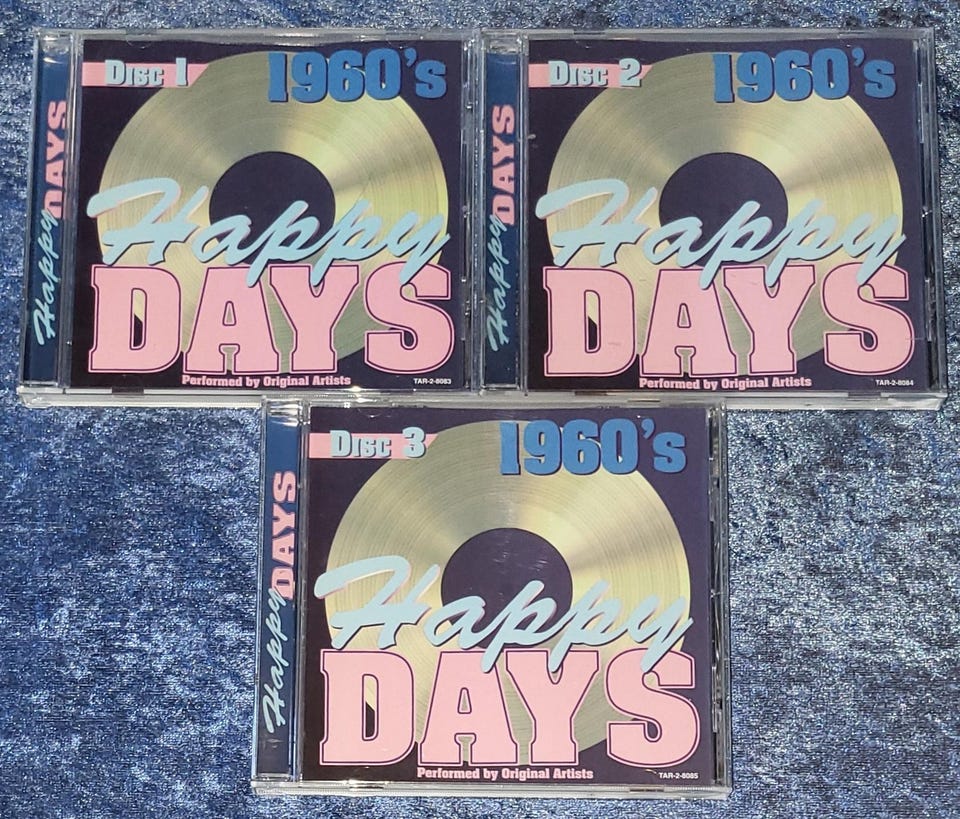 Disc 1
1960's
Happy
DAYS
Performed by Original Artists
TAR-2-8083
Happy DAYS
Disc 2
1960's
Happy
DAYS
Performed by Original Artists
TAR-2-8084
Happy DAYS
Disc 3
1960's
Happy
DAYS
Performed by Original Artists
TAR-2-8085
Happy DAYS